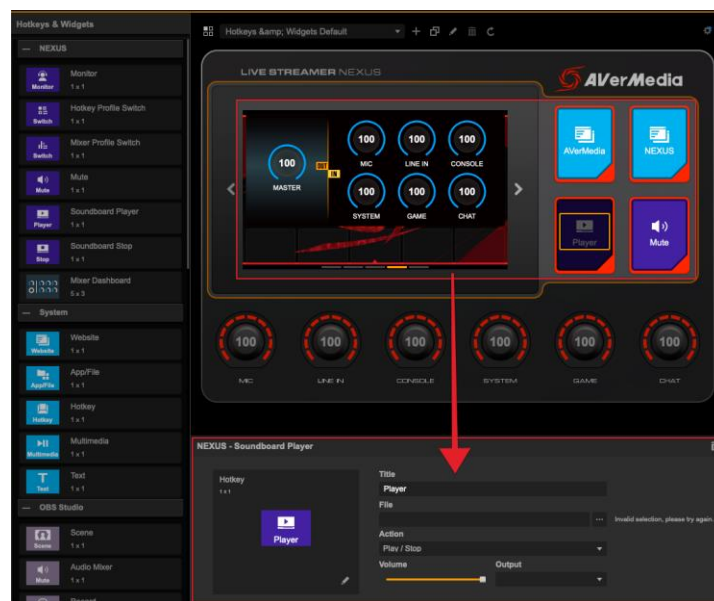 Hotkeys & Widgets
— NEXUS
Monitor
Monitor
1 x 1
Switch
Hotkey Profile Switch
1 x 1
Switch
Mixer Profile Switch
1 x 1
Mute
Mute
1 x 1
Player
Soundboard Player
1 x 1
Stop
Soundboard Stop
1 x 1
Mixer Dashboard
5 x 3
— System
Website
Website
1 x 1
App/File
App/File
1 x 1
Hotkey
Hotkey
1 x 1
Multimedia
Multimedia
1 x 1
Text
Text
1 x 1
— OBS Studio
Scene
Scene
1 x 1
Mute
Audio Mixer
1 x 1
Hotkeys &amp; Widgets Default
LIVE STREAMER NEXUS
AVerMedia
100
MASTER
OUT
IN
100 100 100
MIC LINE IN CONSOLE
100 100 100
SYSTEM GAME CHAT
AVerMedia NEXUS
Player Mute
100 100 100 100 100 100
MIC LINE IN CONSOLE SYSTEM GAME CHAT
NEXUS - Soundboard Player
Hotkey
1 x 1
Player
Title
Player
File
... Invalid selection, please try again.
Action
Play / Stop
Volume Output